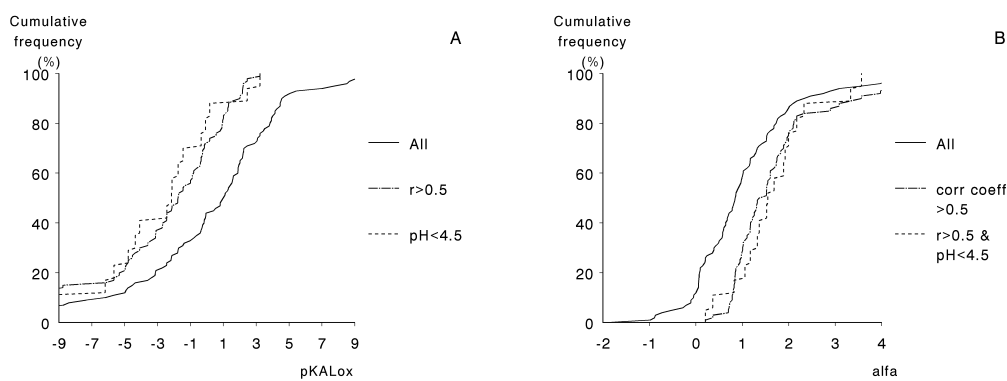 Cumulative
frequency
(%)
A
100
80
60
40
20
0
-9 -7 -5 -3 -1 1 3 5 7 9
pKALox
All
r>0.5
pH<4.5
Cumulative
frequency
(%)
B
100
80
60
40
20
0
-2 -1 0 1 2 3 4
alfa
All
corr coeff
>0.5
r>0.5 &
pH<4.5